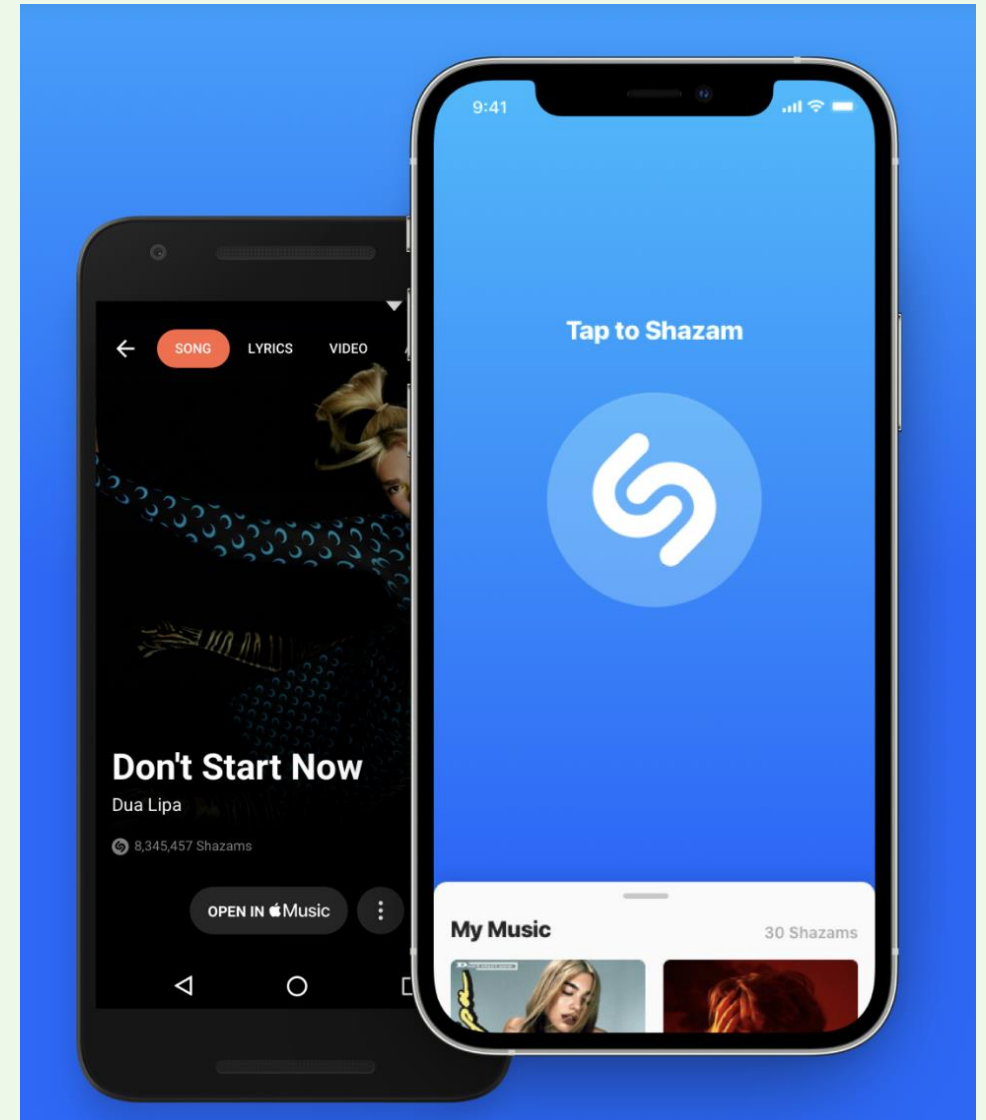 SONG LYRICS VIDEO
Don't Start Now
Dua Lipa
8,345,457 Shazams
OPEN IN Music
9:41
Tap to Shazam
My Music
30 Shazams